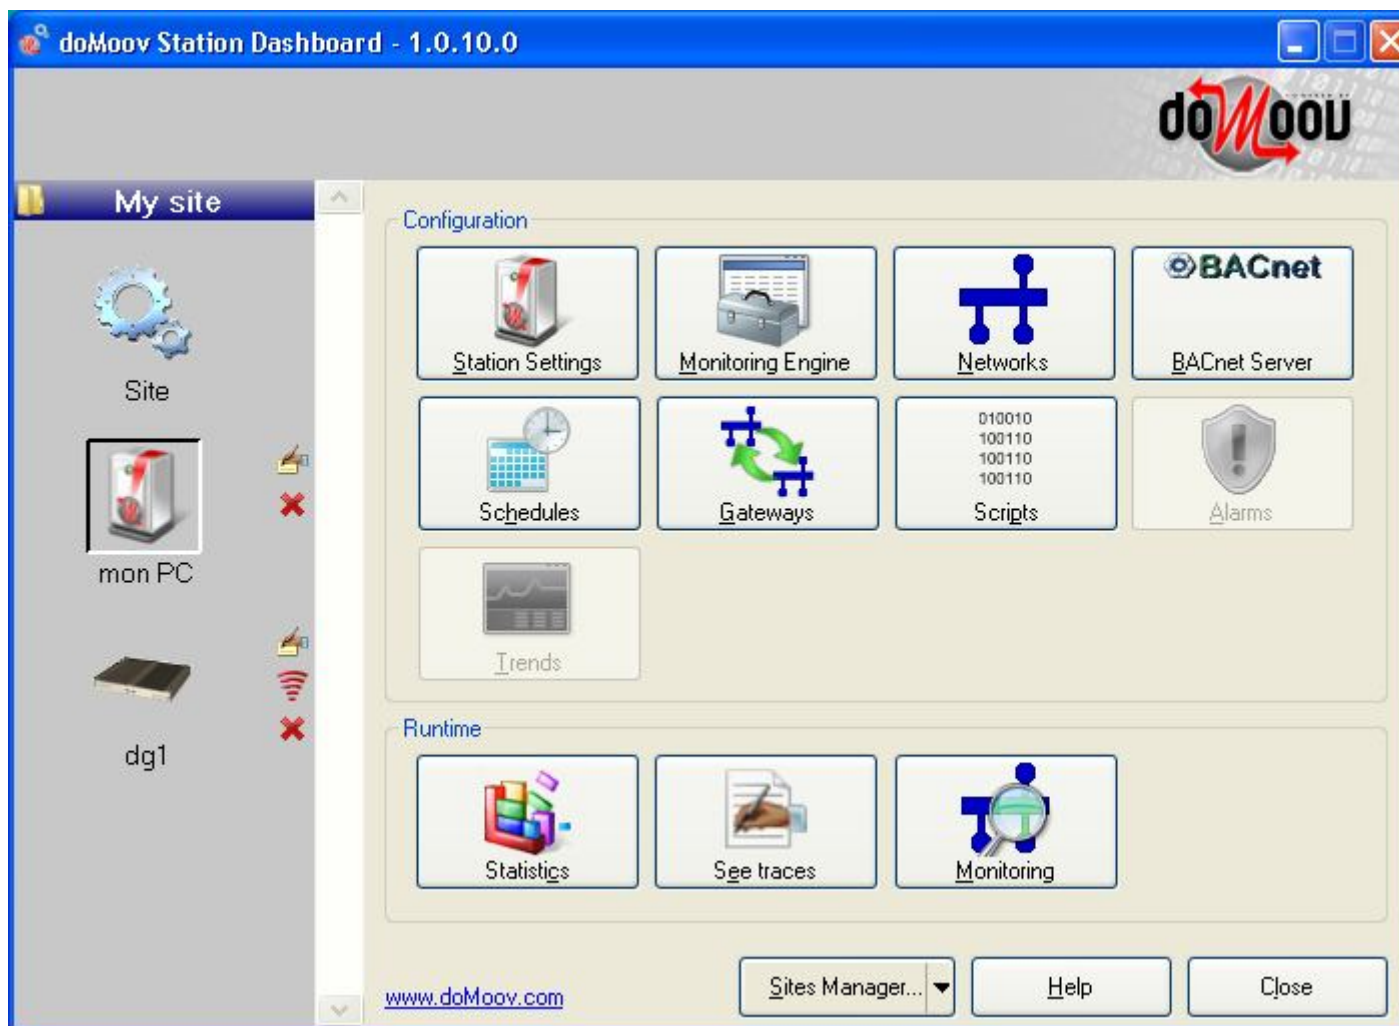 doMoov Station Dashboard - 1.0.10.0
doMooV
My site
Site
mon PC
dg1
Configuration
Station Settings
Monitoring Engine
Networks
BACnet
BACnet Server
Schedules
Gateways
010010
100110
100110
100110
Scripts
Alarms
Trends
Runtime
Statistics
See traces
Monitoring
www.doMoov.com
Sites Manager...
Help
Close